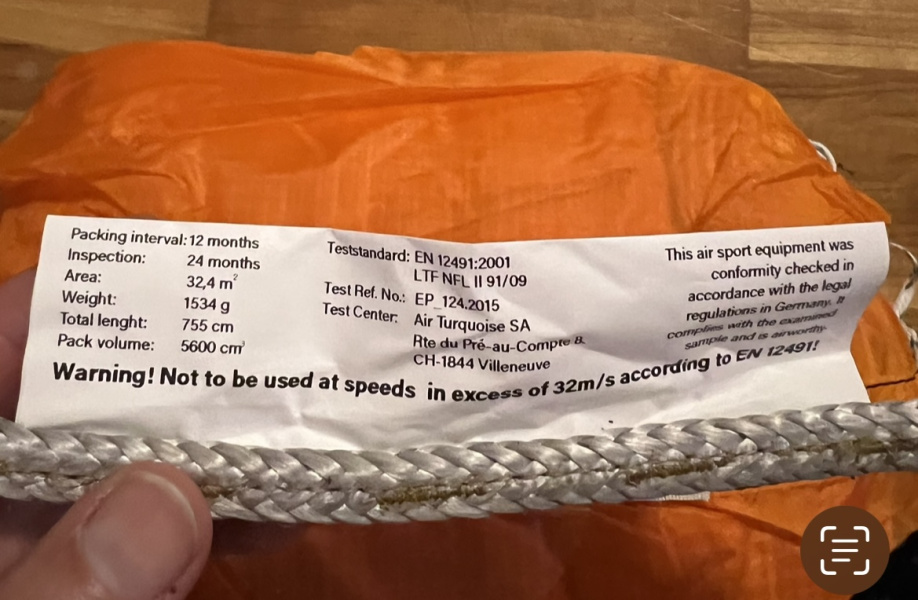 Packing interval: 12 months
Inspection: 24 months
Area: 32,4 m²
Weight: 1534 g
Total lenght: 755 cm
Pack volume: 5600 cm³
Teststandard: EN 12491:2001
LTF NFL II 91/09
Test Ref. No.: EP_124.2015
Test Center: Air Turquoise SA
Rte du Pré-au-Compte 8
CH-1844 Villeneuve
This air sport equipment was
conformity checked in
accordance with the legal
regulations in Germany. It
complies with the examined
sample and is airworthy.
Warning! Not to be used at speeds in excess of 32m/s according to EN 12491!